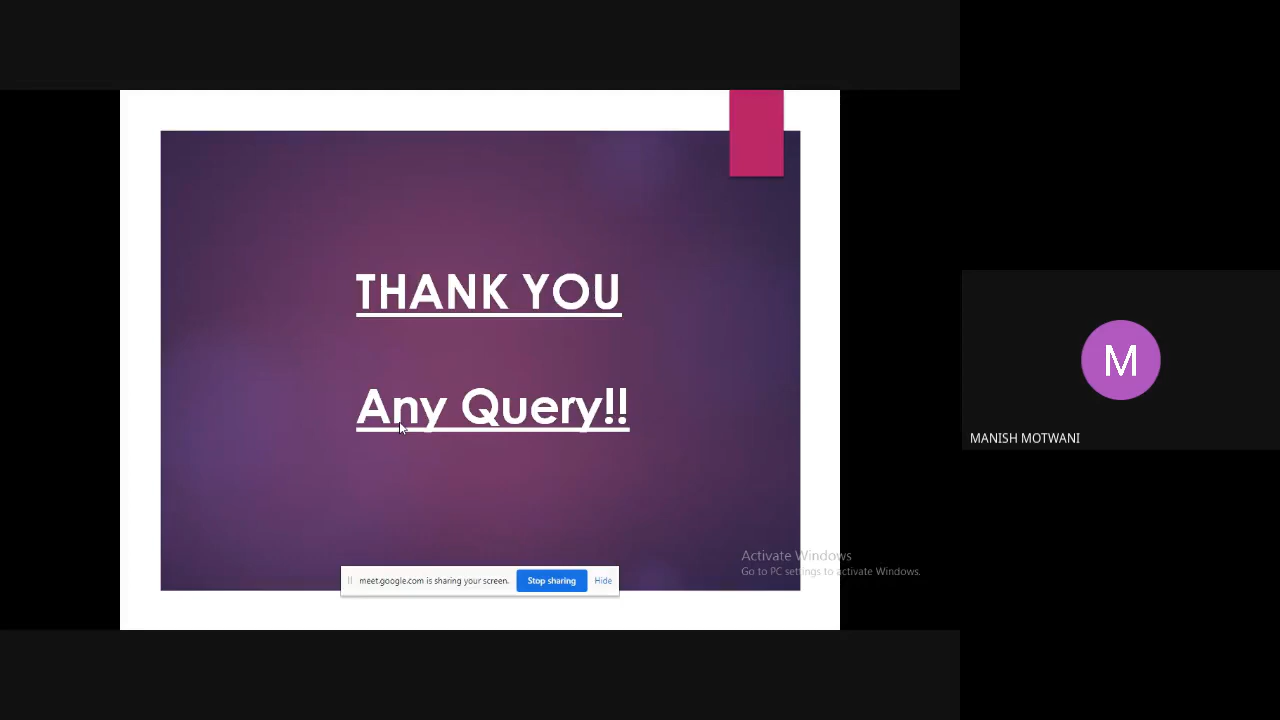 THANK YOU
Any Query!!
M
MANISH MOTWANI
Activate Windows
Go to PC settings to activate Windows.
meet.google.com is sharing your screen. Stop sharing Hide